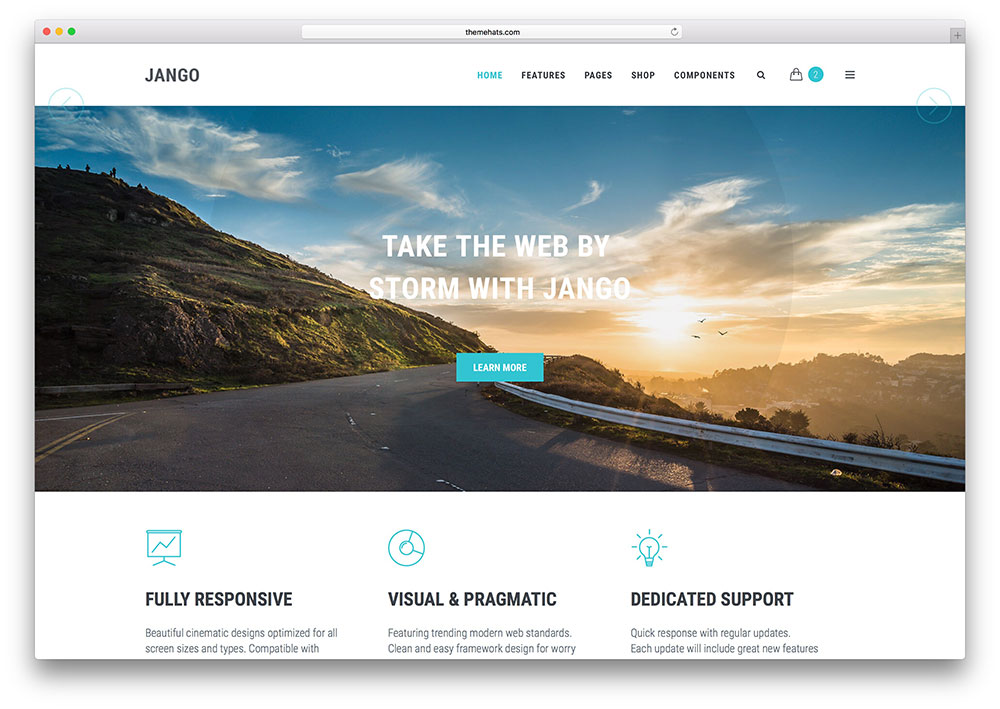 themehats.com
JANGO
HOME FEATURES PAGES SHOP COMPONENTS 2
TAKE THE WEB BY
STORM WITH JANGO
LEARN MORE
FULLY RESPONSIVE
Beautiful cinematic designs optimized for all
screen sizes and types. Compatible with
VISUAL & PRAGMATIC
Featuring trending modern web standards.
Clean and easy framework design for worry
DEDICATED SUPPORT
Quick response with regular updates.
Each update will include great new features